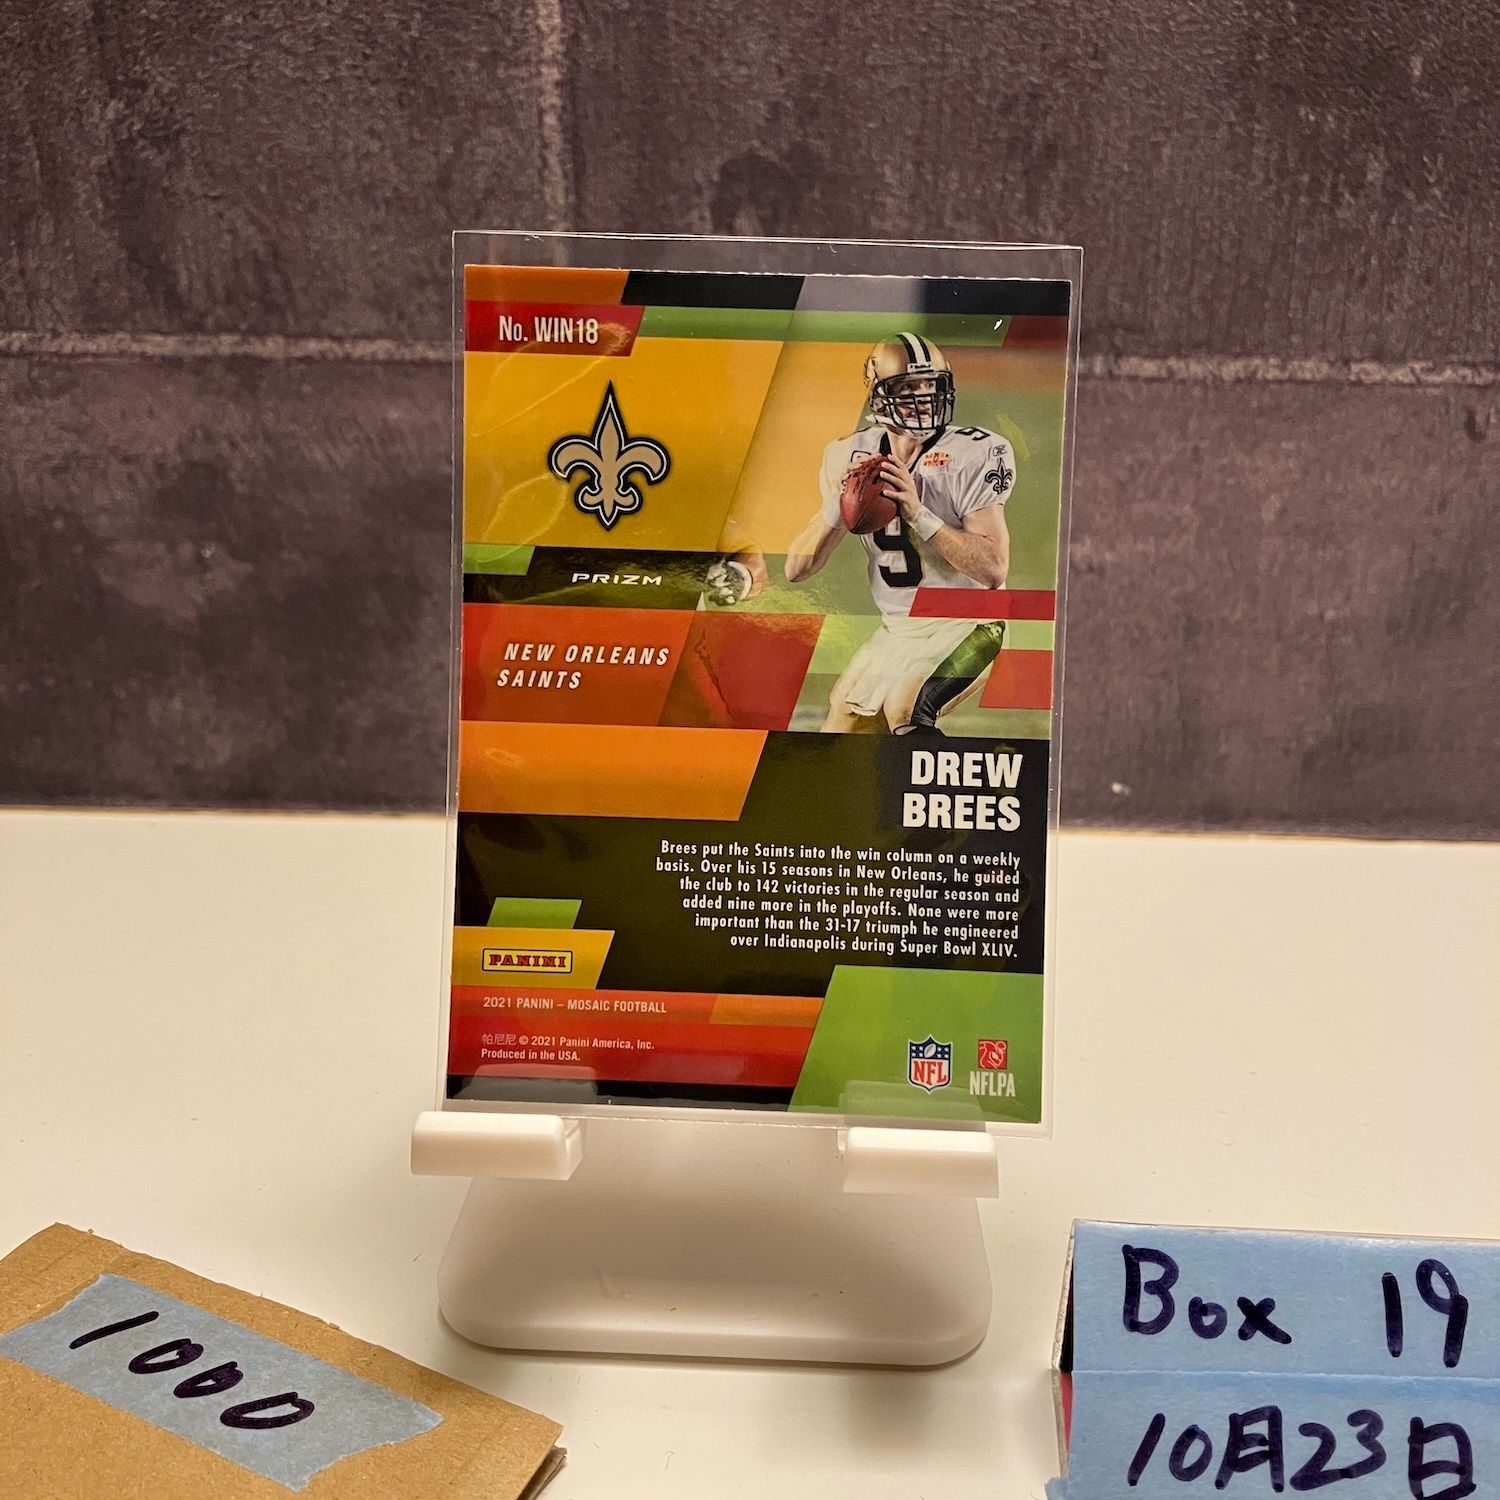 No. WIN18
9
9
PRIZM
NEW ORLEANS
SAINTS
DREW
BREES
Brees put the Saints into the win column on a weekly
basis. Over his 15 seasons in New Orleans, he guided
the club to 142 victories in the regular season and
added nine more in the playoffs. None were more
important than the 31-17 triumph he engineered
over Indianapolis during Super Bowl XLIV.
PANINI
2021 PANINI – MOSAIC FOOTBALL
帕尼尼 © 2021 Panini America, Inc.
Produced in the USA.
NFL
NFLPA
1000
Box 19
10月23日